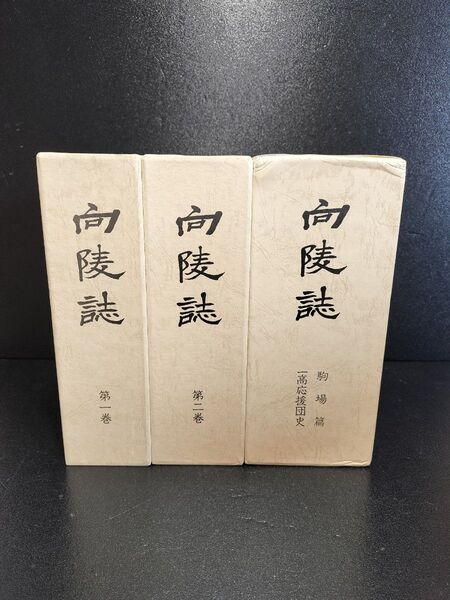 向陵誌
第一巻
向陵誌
第二巻
向陵誌
駒場篇
一高応援団史